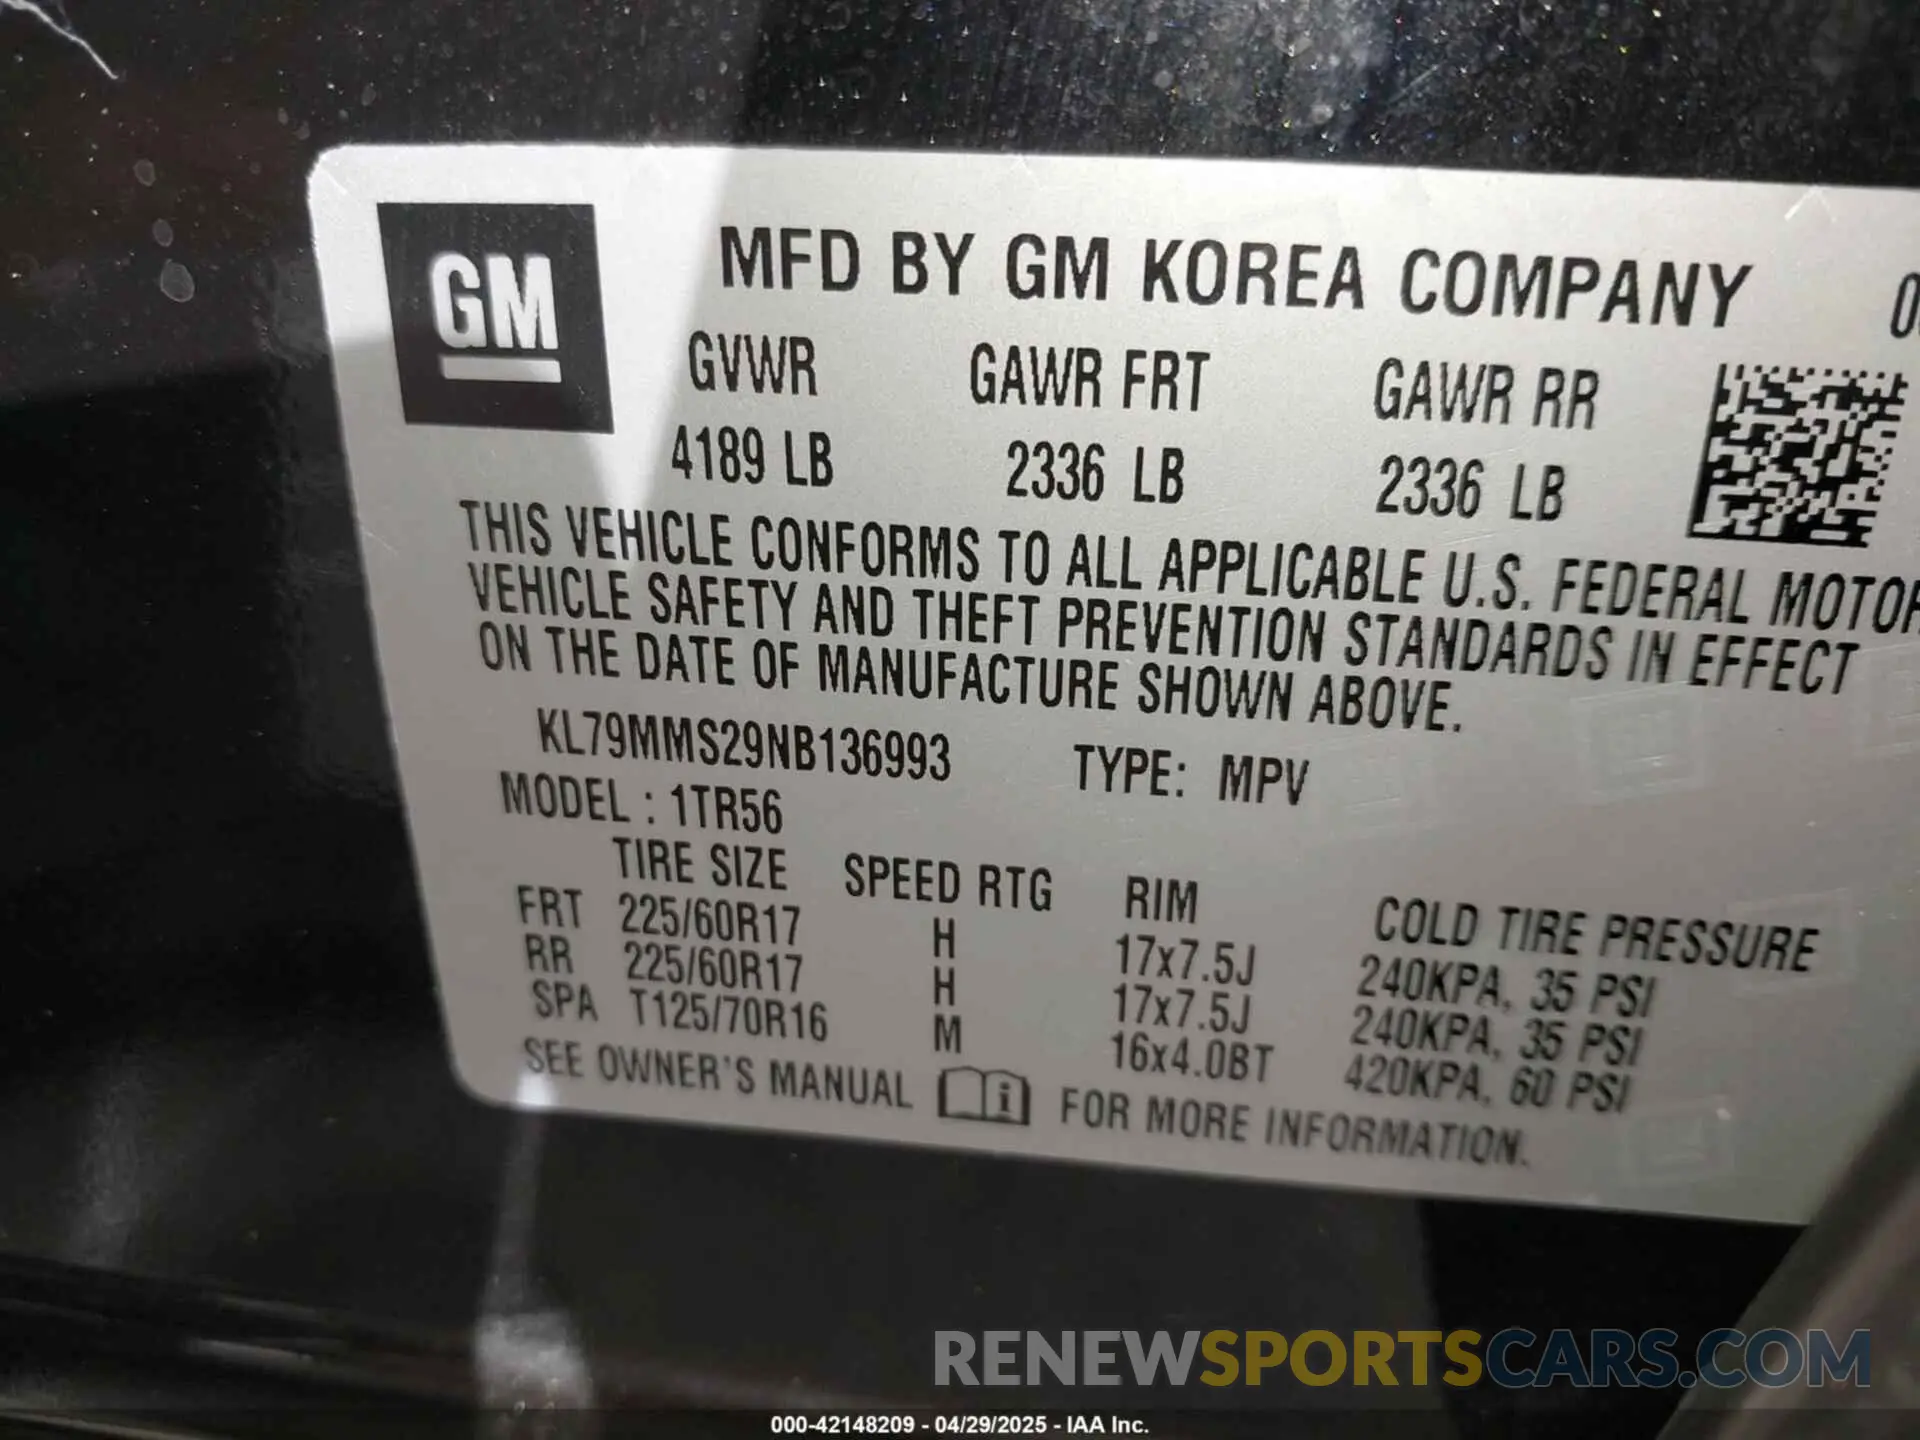 GM
MFD BY GM KOREA COMPANY
GVWR GAWR FRT GAWR RR
4189 LB 2336 LB 2336 LB
THIS VEHICLE CONFORMS TO ALL APPLICABLE U.S. FEDERAL MOTOR
VEHICLE SAFETY AND THEFT PREVENTION STANDARDS IN EFFECT
ON THE DATE OF MANUFACTURE SHOWN ABOVE.
KL79MMS29NB136993 TYPE: MPV
MODEL : 1TR56
TIRE SIZE SPEED RTG RIM COLD TIRE PRESSURE
FRT 225/60R17 H 17x7.5J 240KPA, 35 PSI
RR 225/60R17 H 17x7.5J 240KPA, 35 PSI
SPA T125/70R16 M 16x4.0BT 420KPA, 60 PSI
SEE OWNER'S MANUAL i FOR MORE INFORMATION.
RENEWSPORTSCARS.COM
000-42148209 - 04/29/2025 - IAA Inc.